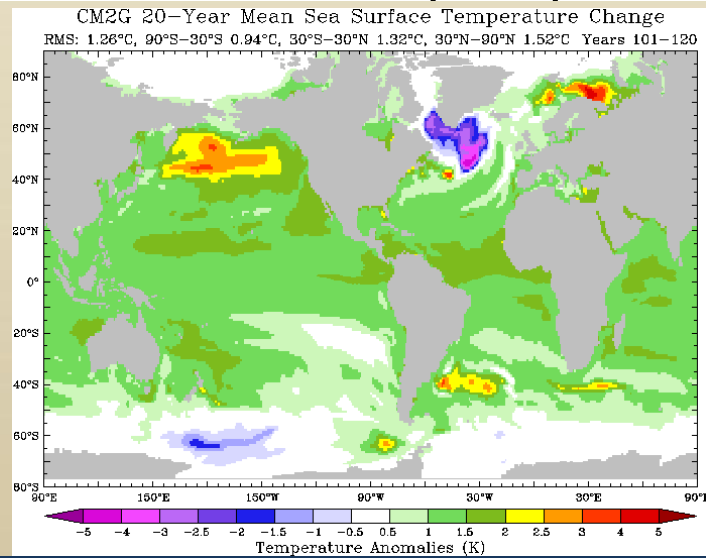 CM2G 20-Year Mean Sea Surface Temperature Change
RMS: 1.26°C, 90°S-30°S 0.94°C, 30°S-30°N 1.32°C, 30°N-90°N 1.52°C Years 101-120
80°N
60°N
40°N
20°N
0°
20°S
40°S
60°S
80°S
90°E 150°E 150°W 90°W 30°W 30°E 90°E
-5 -4 -3 -2.5 -2 -1.5 -1 -0.5 0.5 1 1.5 2 2.5 3 4 5
Temperature Anomalies (K)